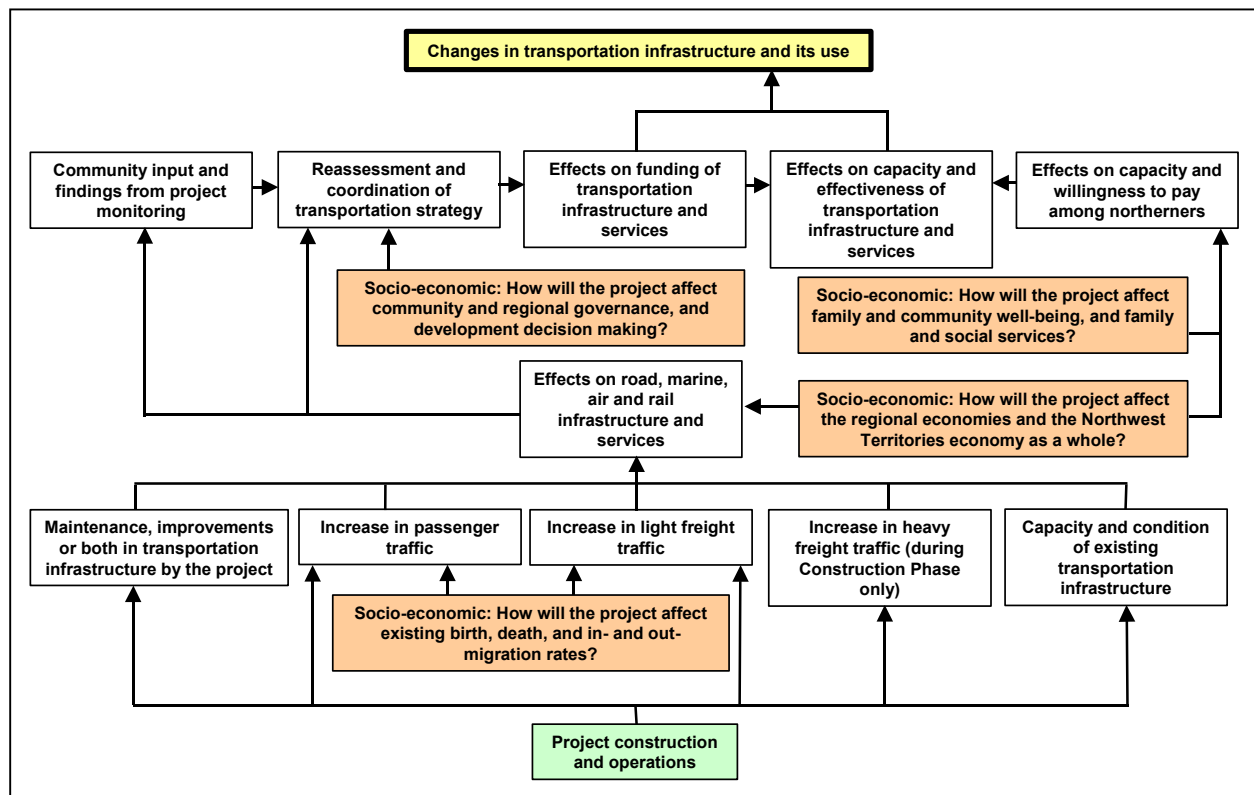 Changes in transportation infrastructure and its use
Community input and
findings from project
monitoring
Reassessment and
coordination of
transportation strategy
Effects on funding of
transportation
infrastructure and
services
Effects on capacity and
effectiveness of
transportation
infrastructure and
services
Effects on capacity and
willingness to pay
among northerners
Socio-economic: How will the project affect
community and regional governance, and
development decision making?
Socio-economic: How will the project affect
family and community well-being, and family
and social services?
Effects on road, marine,
air and rail
infrastructure and
services
Socio-economic: How will the project affect
the regional economies and the Northwest
Territories economy as a whole?
Maintenance, improvements
or both in transportation
infrastructure by the project
Increase in passenger
traffic
Increase in light freight
traffic
Increase in heavy
freight traffic (during
Construction Phase
only)
Capacity and condition
of existing
transportation
infrastructure
Socio-economic: How will the project affect
existing birth, death, and in- and out-
migration rates?
Project construction
and operations